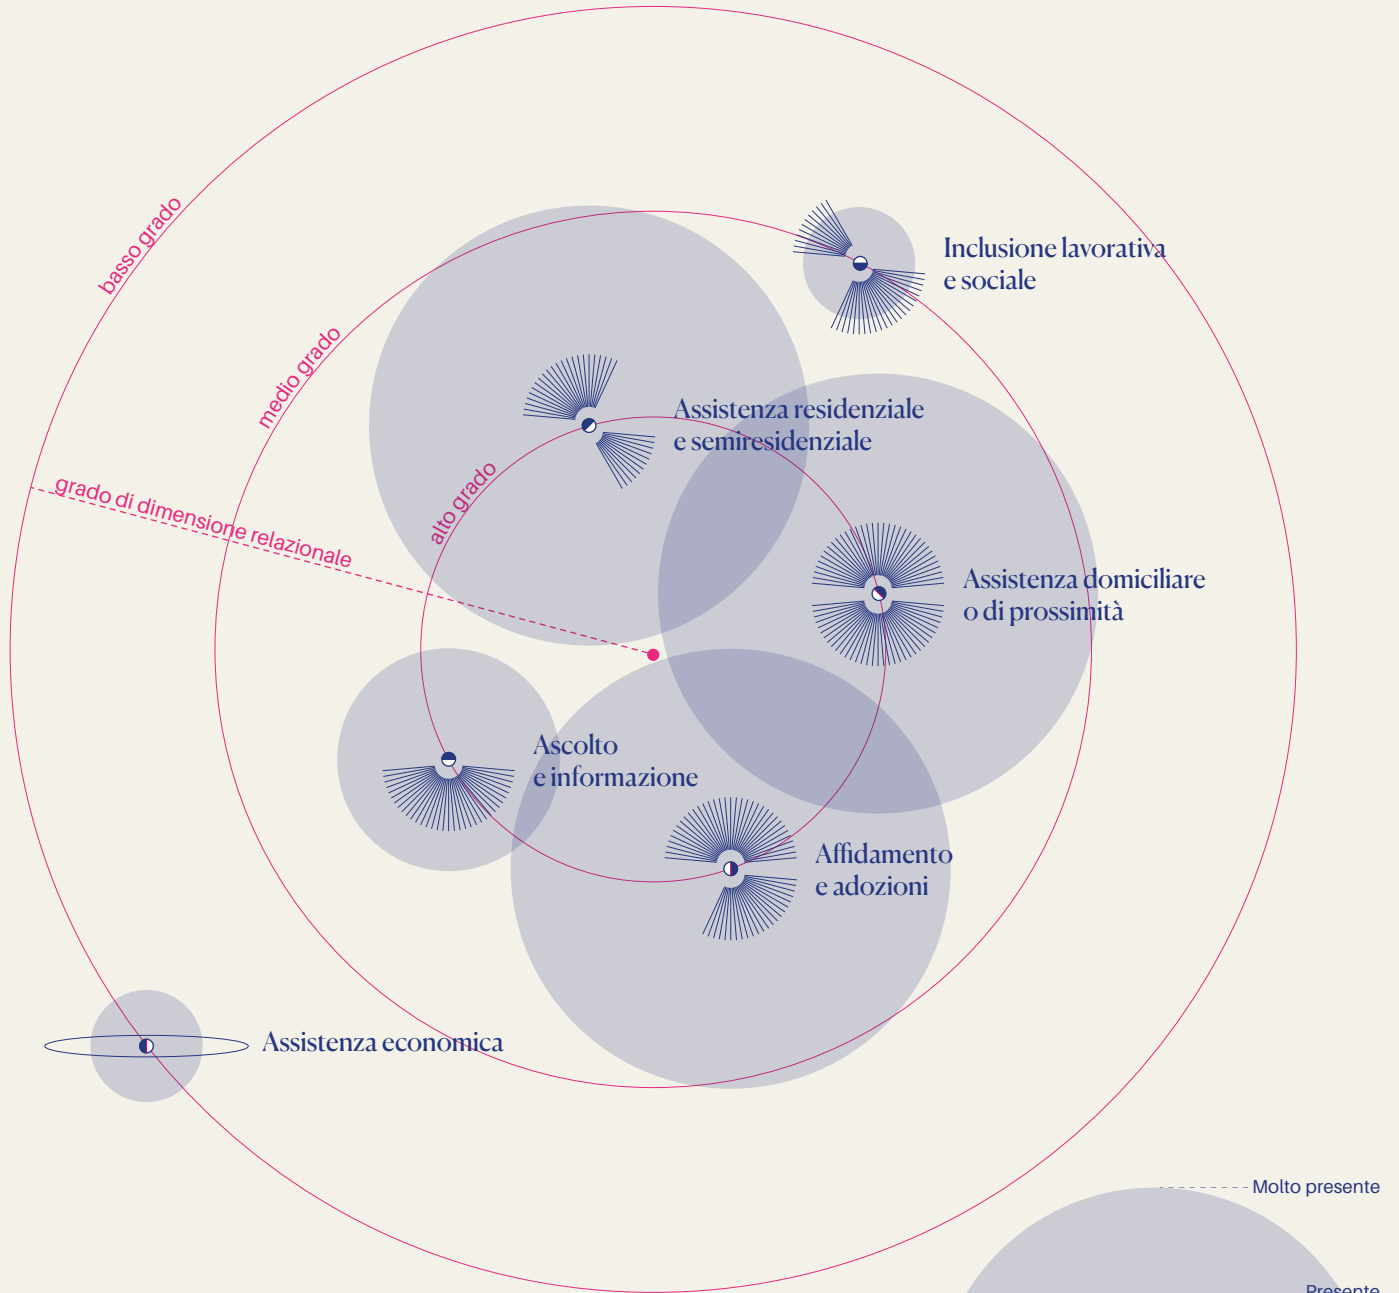 basso grado
medio grado
grado di dimensione relazionale
alto grado
Inclusione lavorativa
e sociale
Assistenza residenziale
e semiresidenziale
Assistenza domiciliare
o di prossimità
Ascolto
e informazione
Affidamento
e adozioni
Assistenza economica
Molto presente
Presente